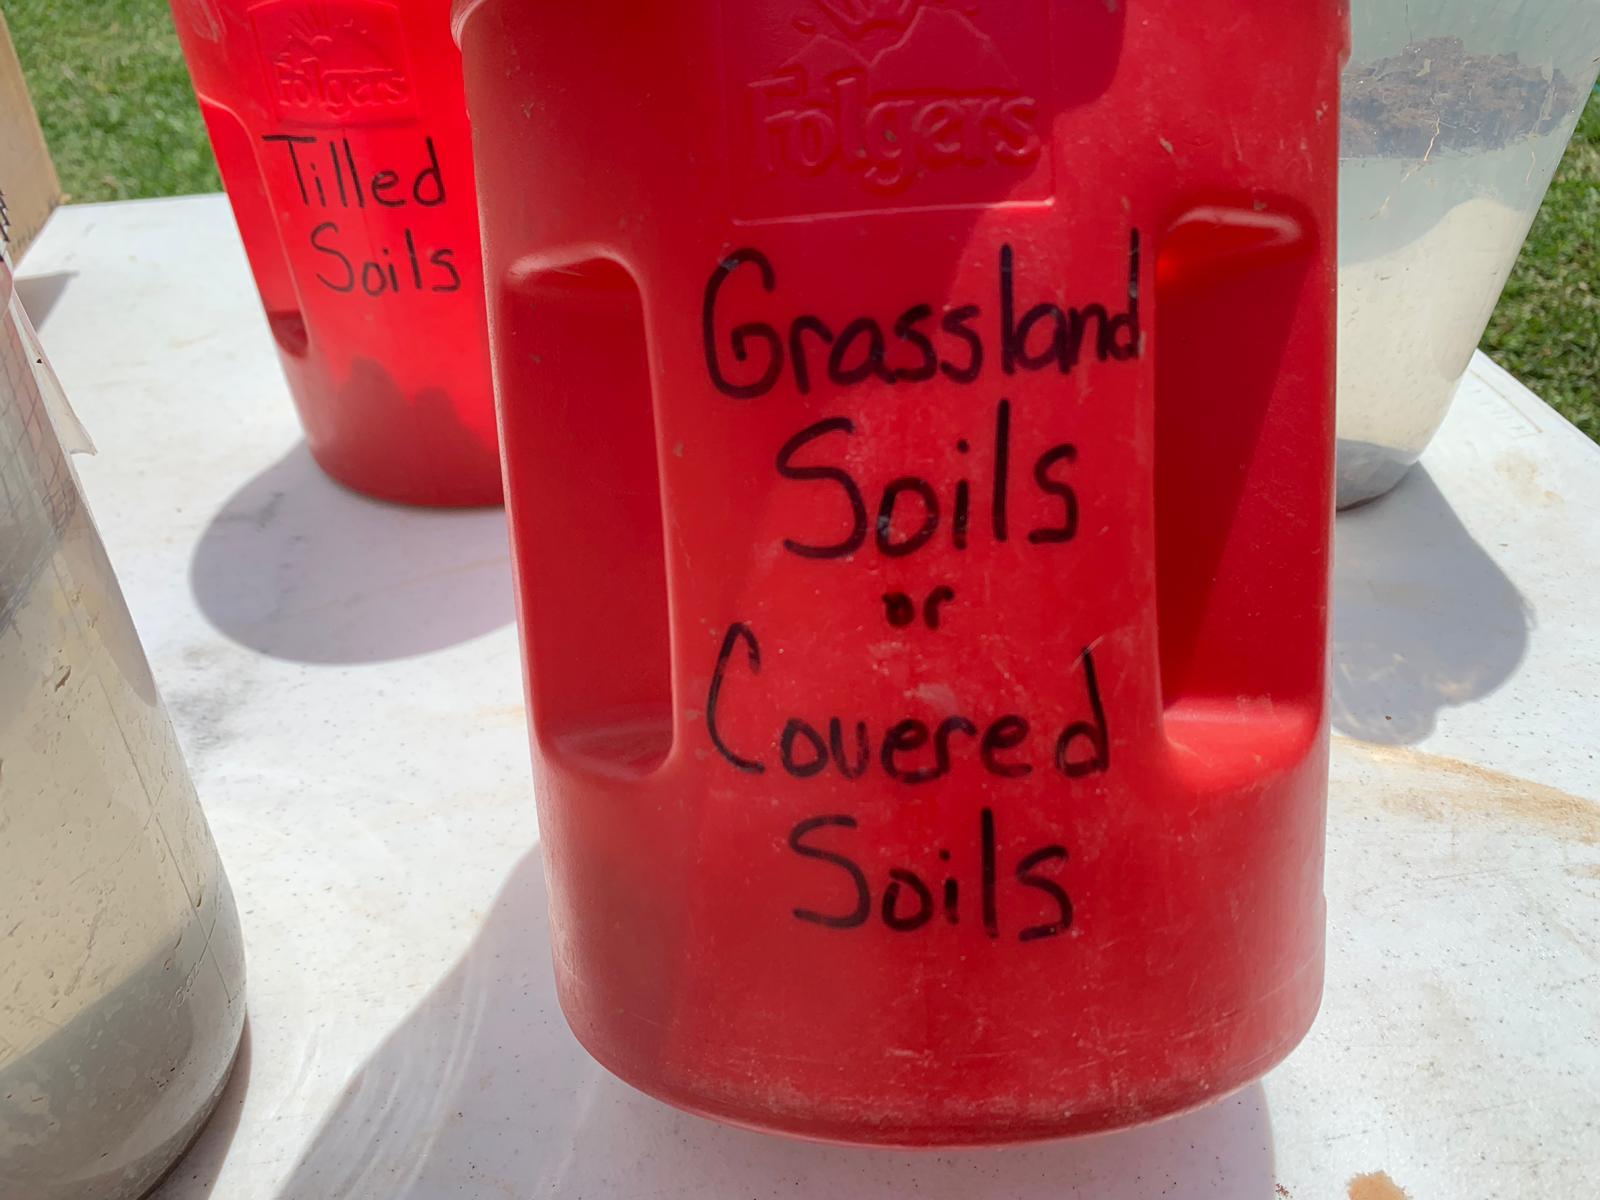 Folgers
Tilled
Soils
Folgers
Grassland
Soils
or
Covered
Soils